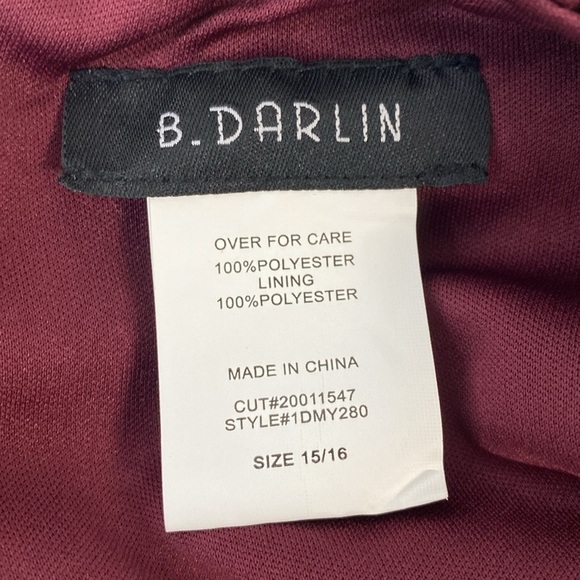 B.DARLIN
OVER FOR CARE
100%POLYESTER
LINING
100%POLYESTER
MADE IN CHINA
CUT#20011547
STYLE#1DMY280
SIZE 15/16